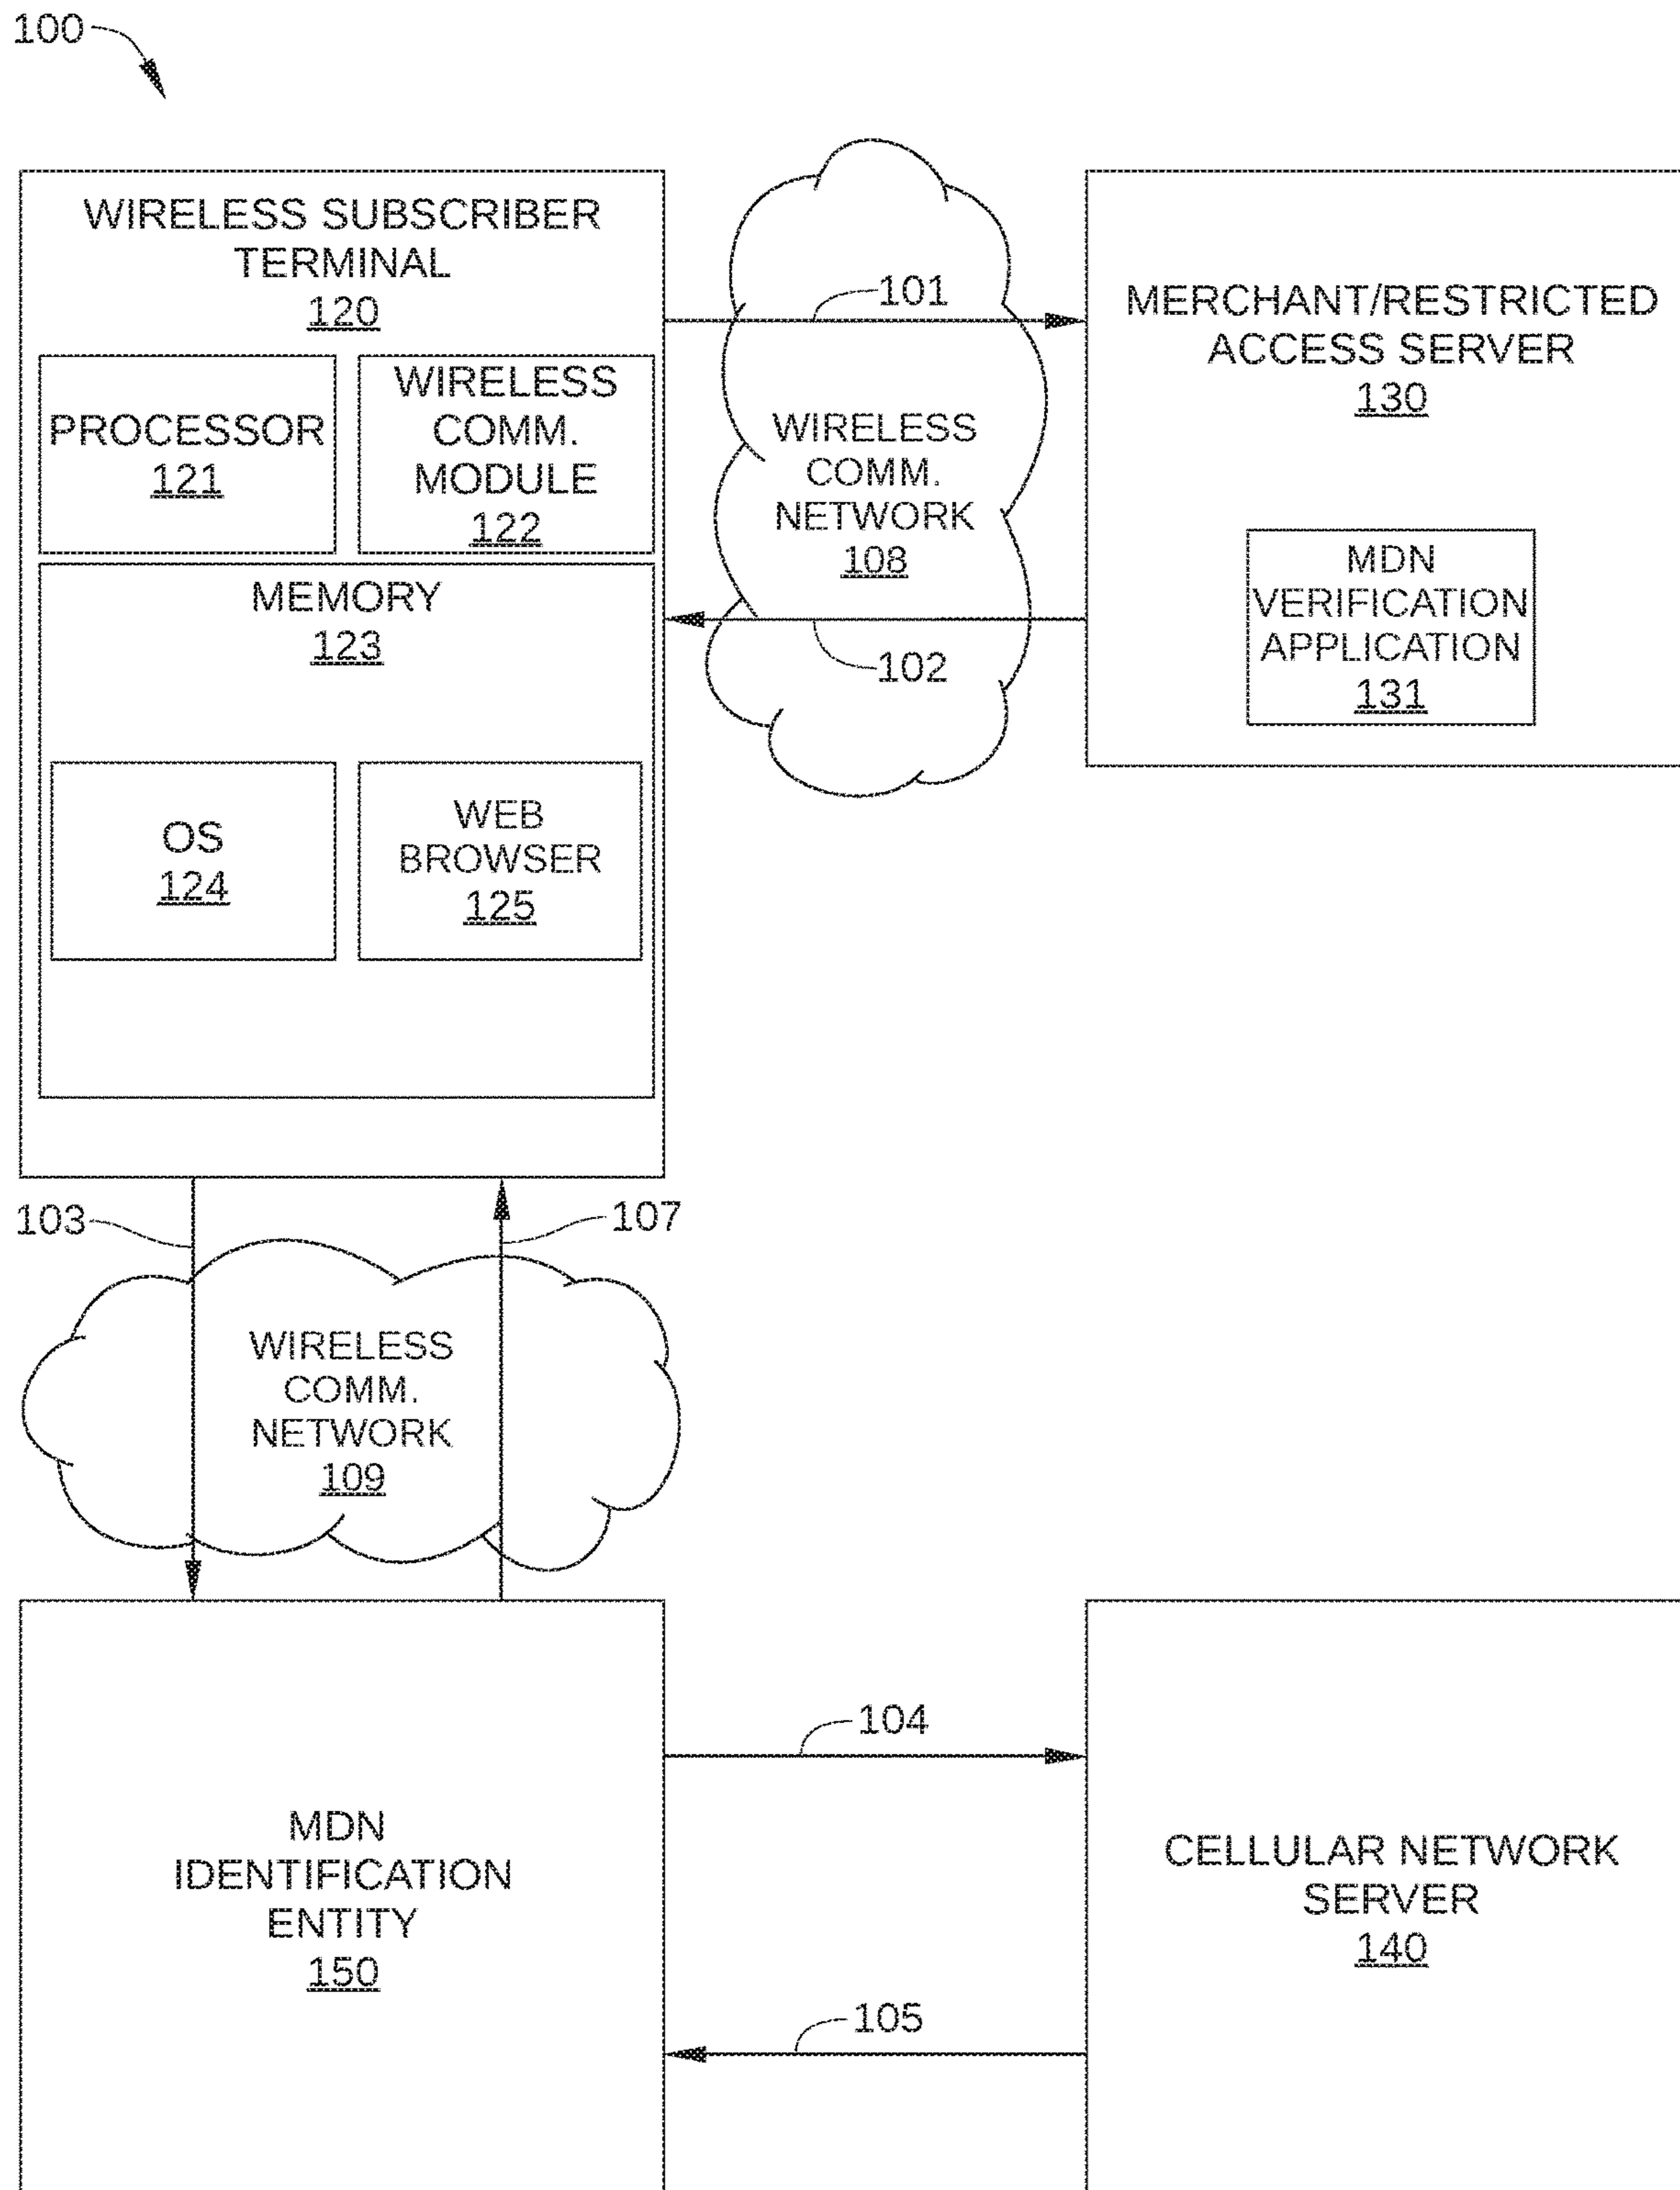 100
WIRELESS SUBSCRIBER
TERMINAL
120
PROCESSOR
121
WIRELESS
COMM.
MODULE
122
MEMORY
123
OS
124
WEB
BROWSER
125
101
WIRELESS
COMM.
NETWORK
108
102
MERCHANT/RESTRICTED
ACCESS SERVER
130
MDN
VERIFICATION
APPLICATION
131
103
107
WIRELESS
COMM.
NETWORK
109
MDN
IDENTIFICATION
ENTITY
150
104
105
CELLULAR NETWORK
SERVER
140